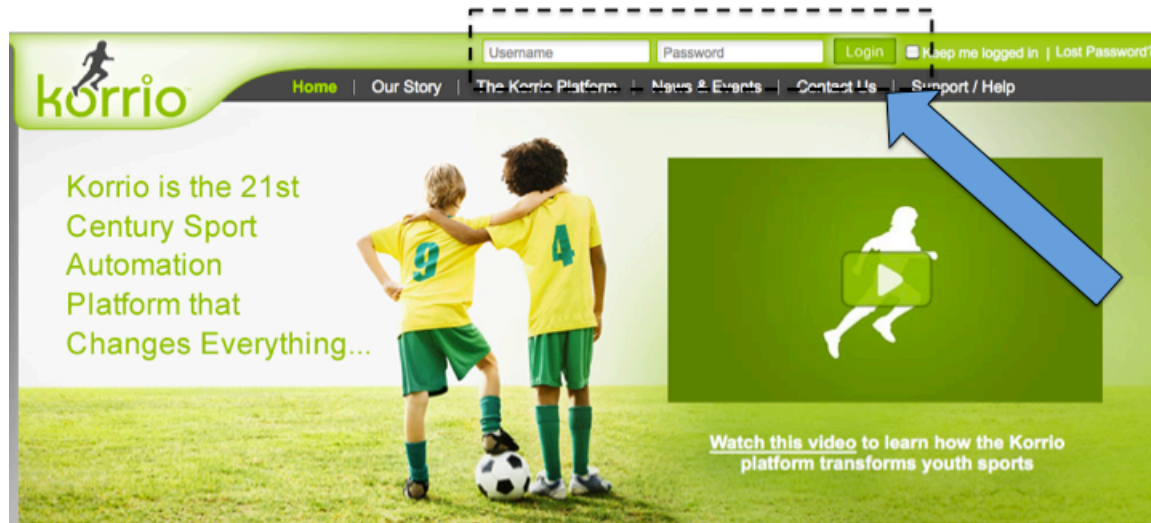 Username Password Login Keep me logged in | Lost Password?
korrio
Home | Our Story | The Korrio Platform | News & Events | Contact Us | Support / Help
Korrio is the 21st
Century Sport
Automation
Platform that
Changes Everything...
9 4
Watch this video to learn how the Korrio
platform transforms youth sports